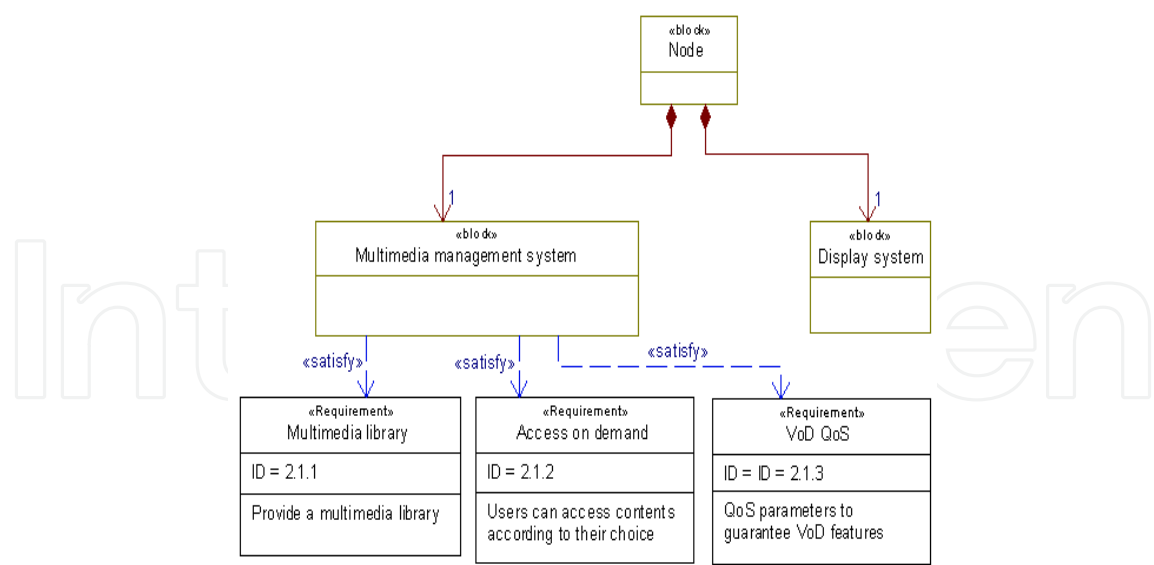 «block»
Node
1
1
«block»
Multimedia management system
«block»
Display system
«satisfy»
«satisfy»
«satisfy»
«Requirement»
Multimedia library
ID = 2.1.1
Provide a multimedia library
«Requirement»
Access on demand
ID = 2.1.2
Users can access contents
according to their choice
«Requirement»
VoD QoS
ID = ID = 2.1.3
QoS parameters to
guarantee VoD features
Int
en